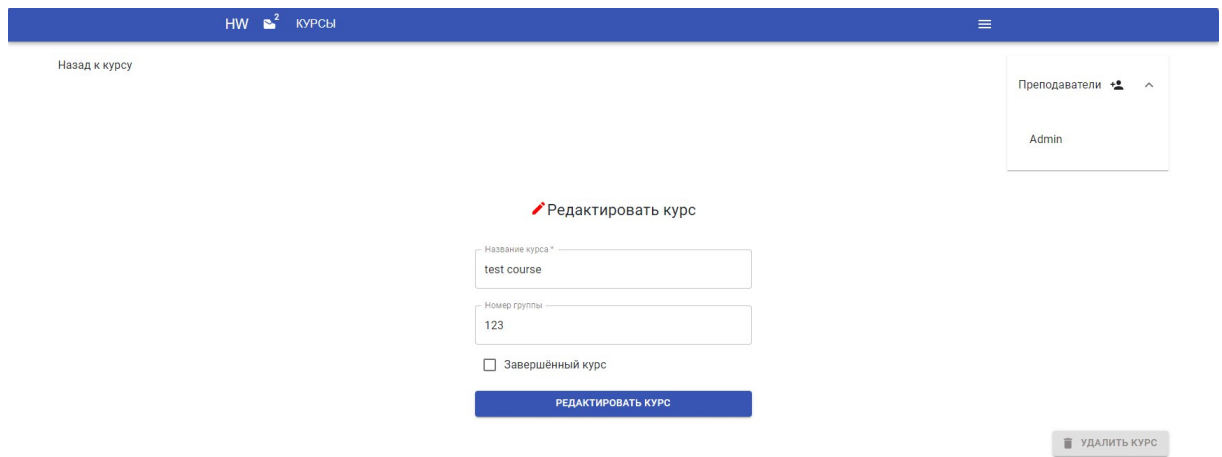 HW 2 КУРСЫ
Назад к курсу
Преподаватели
Admin
Редактировать курс
Название курса *
test course
Номер группы
123
Завершённый курс
РЕДАКТИРОВАТЬ КУРС
УДАЛИТЬ КУРС